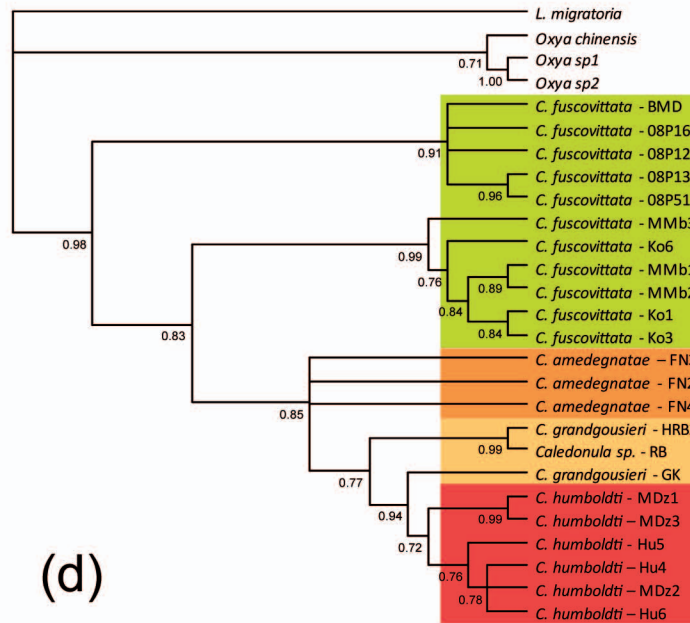 L. migratoria
Oxya chinensis
0.71
Oxya sp1
1.00
Oxya sp2
C. fuscovittata - BMD
C. fuscovittata - 08P16
0.91
C. fuscovittata - 08P12
C. fuscovittata - 08P13
0.96
C. fuscovittata - 08P51
C. fuscovittata - MMb3
0.98
0.99
C. fuscovittata - Ko6
0.76
C. fuscovittata - MMb1
0.89
C. fuscovittata - MMb2
0.84
C. fuscovittata - Ko1
0.83
0.84
C. fuscovittata - Ko3
C. amedegnatae – FN
C. amedegnatae - FN2
C. amedegnatae - FN4
0.85
C. grandgousieri - HRB
0.99
Caledonula sp. - RB
0.77
C. grandgousieri - GK
C. humboldti - MDz1
0.94
0.99
C. humboldti – MDz3
0.72
C. humboldti - Hu5
(d)
0.76
C. humboldti – Hu4
C. humboldti – MDz2
0.78
C. humboldti – Hu6